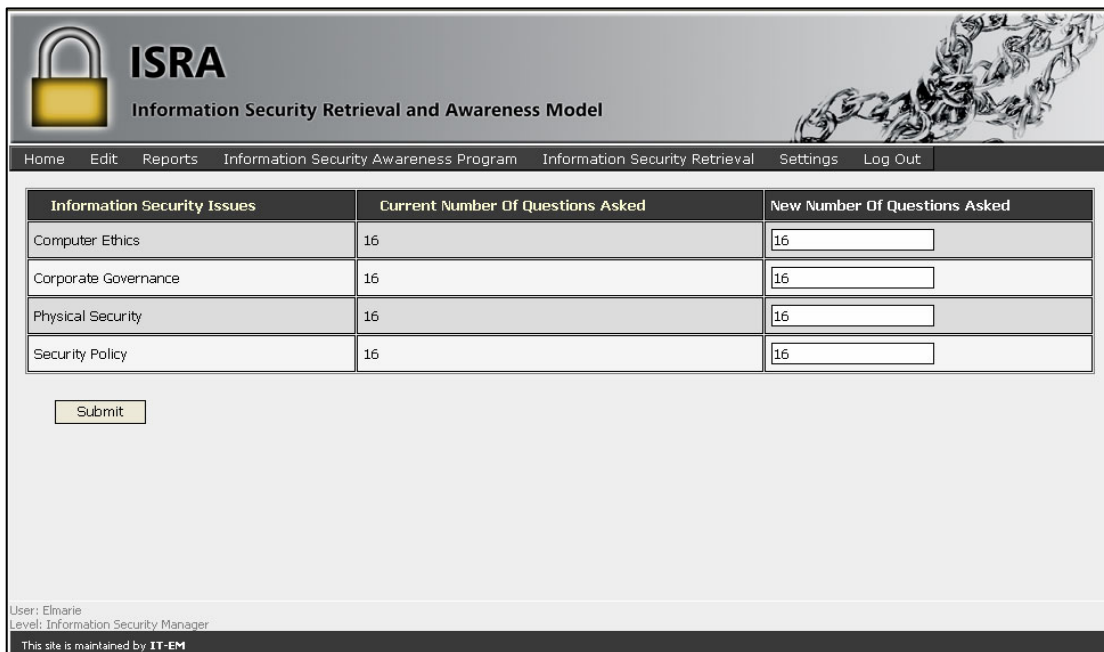 ISRA
Information Security Retrieval and Awareness Model
Home Edit Reports Information Security Awareness Program Information Security Retrieval Settings Log Out
Information Security Issues Current Number Of Questions Asked New Number Of Questions Asked
Computer Ethics 16 16
Corporate Governance 16 16
Physical Security 16 16
Security Policy 16 16
Submit
User: Elmarie
Level: Information Security Manager
This site is maintained by IT-EM